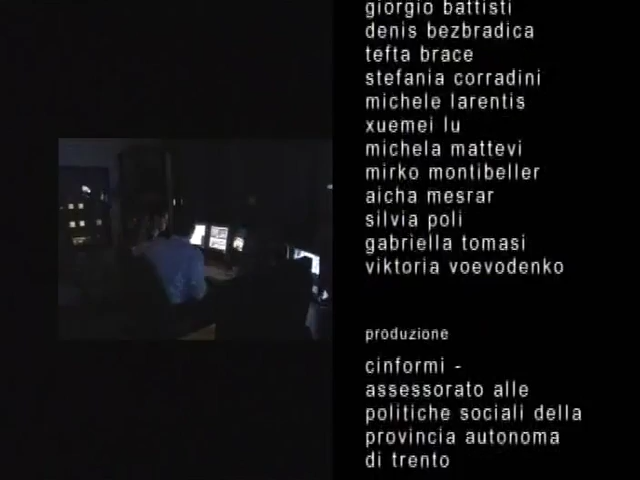 giorgio battisti
denis bezbradica
tefta brace
stefania corradini
michele larentis
xuemei lu
michela mattevi
mirko montibeller
aicha mesrar
silvia poli
gabriella tomasi
viktoria voevodenko
produzione
cinformi -
assessorato alle
politiche sociali della
provincia autonoma
di trento